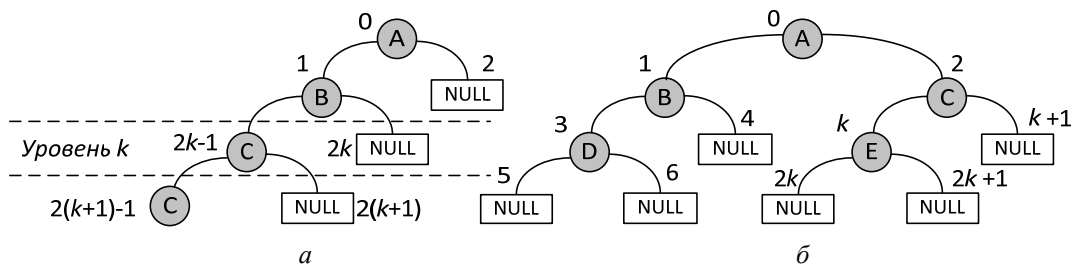 0 A
1 B
2 NULL
Уровень k
2k-1 C
2k NULL
2(k+1)-1 C
NULL 2(k+1)
а
0 A
1 B
2 C
3 D
4 NULL
k E
k+1 NULL
5 NULL
6 NULL
2k NULL
2k+1 NULL
б